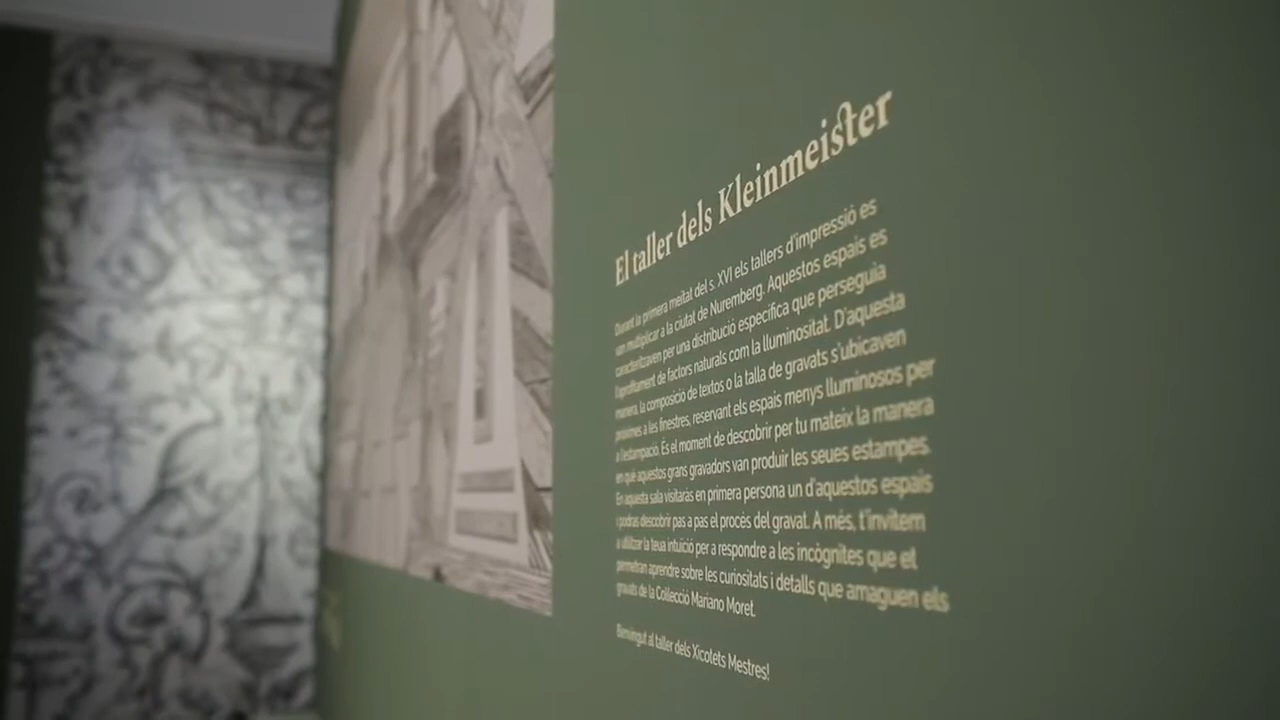 El taller dels Kleinmeister
Durant la primera meitat del s. XVI els tallers d'impressió es
van multiplicar a la ciutat de Nuremberg. Aquestos espais es
caracteritzaven per una distribució específica que perseguia
l'aprofitament de factors naturals com la lluminositat. D'aquesta
manera, la composició de textos o la talla de gravats s'ubicaven
pròximes a les finestres, reservant els espais menys lluminosos per
a l'estampació. És el moment de descobrir per tu mateix la manera
en què aquestos grans gravadors van produir les seues estampes.
En aquesta sala visitaràs en primera persona un d'aquestos espais
i podràs descobrir pas a pas el procés del gravat. A més, t'invitem
a utilitzar la teua intuïció per a respondre a les incògnites que et
permetran aprendre sobre les curiositats i detalls que amaguen els
gravats de la Col·lecció Mariano Moret.
Benvingut al taller dels Xicotets Mestres!